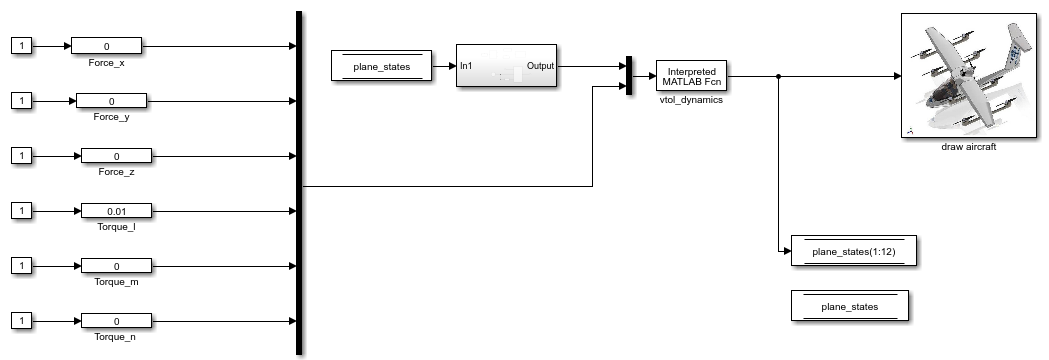 1
0
Force_x
1
0
Force_y
1
0
Force_z
1
0.01
Torque_l
1
0
Torque_m
1
0
Torque_n
plane_states
In1
Output
Interpreted
MATLAB Fcn
vtol_dynamics
draw aircraft
plane_states(1:12)
plane_states